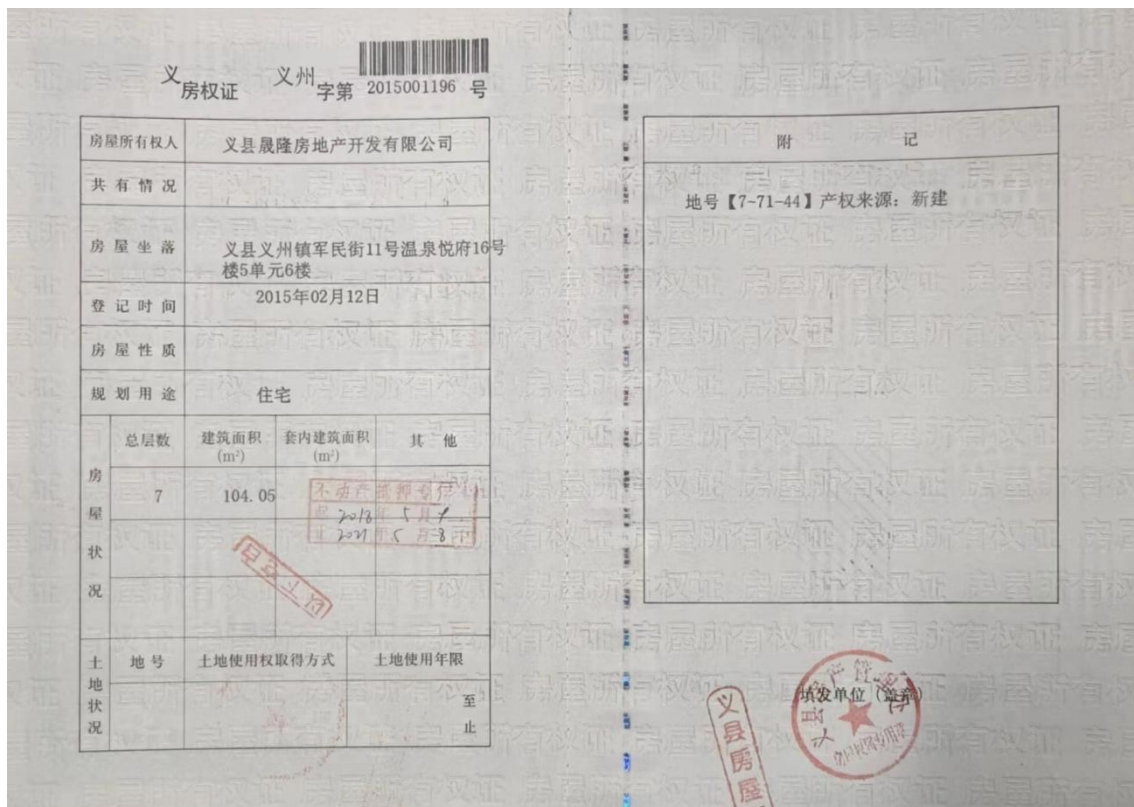 义 房权证 义州 字第 2015001196 号
房屋所有权人 义县晟隆房地产开发有限公司
共有情况
房屋坐落 义县义州镇军民街11号温泉悦府16号
楼5单元6楼
登记时间 2015年02月12日
房屋性质
规划用途 住宅
房屋状况
总层数 建筑面积 套内建筑面积 其他
(m²) (m²)
7 104.05
以下空白
土地状况
地号 土地使用权取得方式 土地使用年限
至
止
附 记
地号【7-71-44】产权来源：新建
填发单位（盖章）
义县房屋